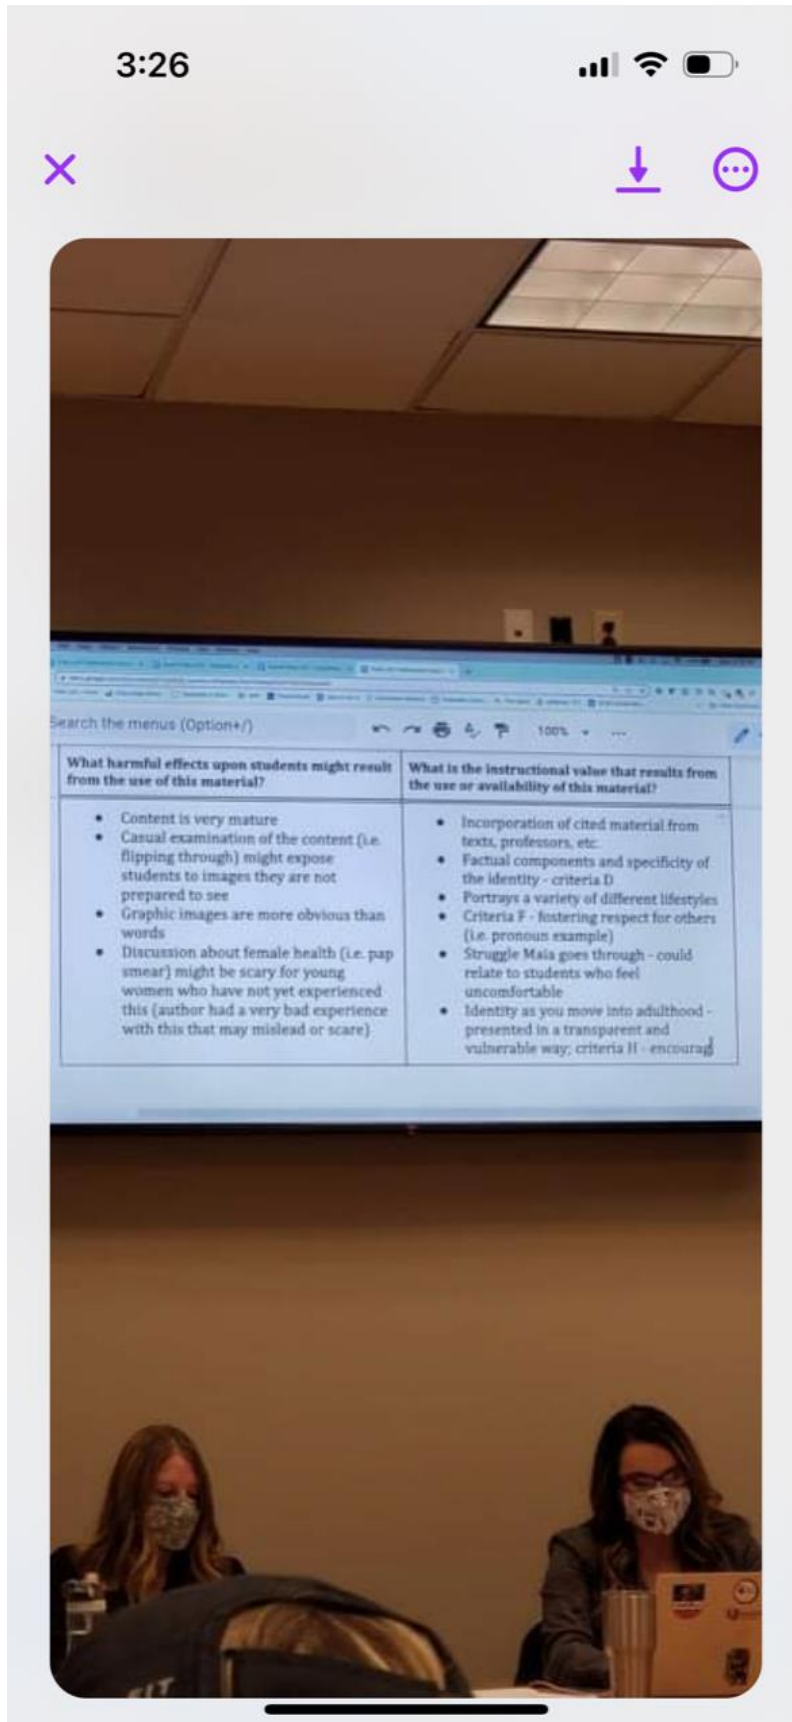 3:26
Search the menus (Option+/)
100%
What harmful effects upon students might result
from the use of this material?
Content is very mature
Casual examination of the content (i.e.
flipping through) might expose
students to images they are not
prepared to see
Graphic images are more obvious than
words
Discussion about female health (i.e. pap
smear) might be scary for young
women who have not yet experienced
this (author had a very bad experience
with this that may mislead or scare)
What is the instructional value that results from
the use or availability of this material?
Incorporation of cited material from
texts, professors, etc.
Factual components and specificity of
the identity - criteria D
Portrays a variety of different lifestyles
Criteria F - fostering respect for others
(i.e. pronoun example)
Struggle Maia goes through - could
relate to students who feel
uncomfortable
Identity as you move into adulthood -
presented in a transparent and
vulnerable way; criteria H - encourag